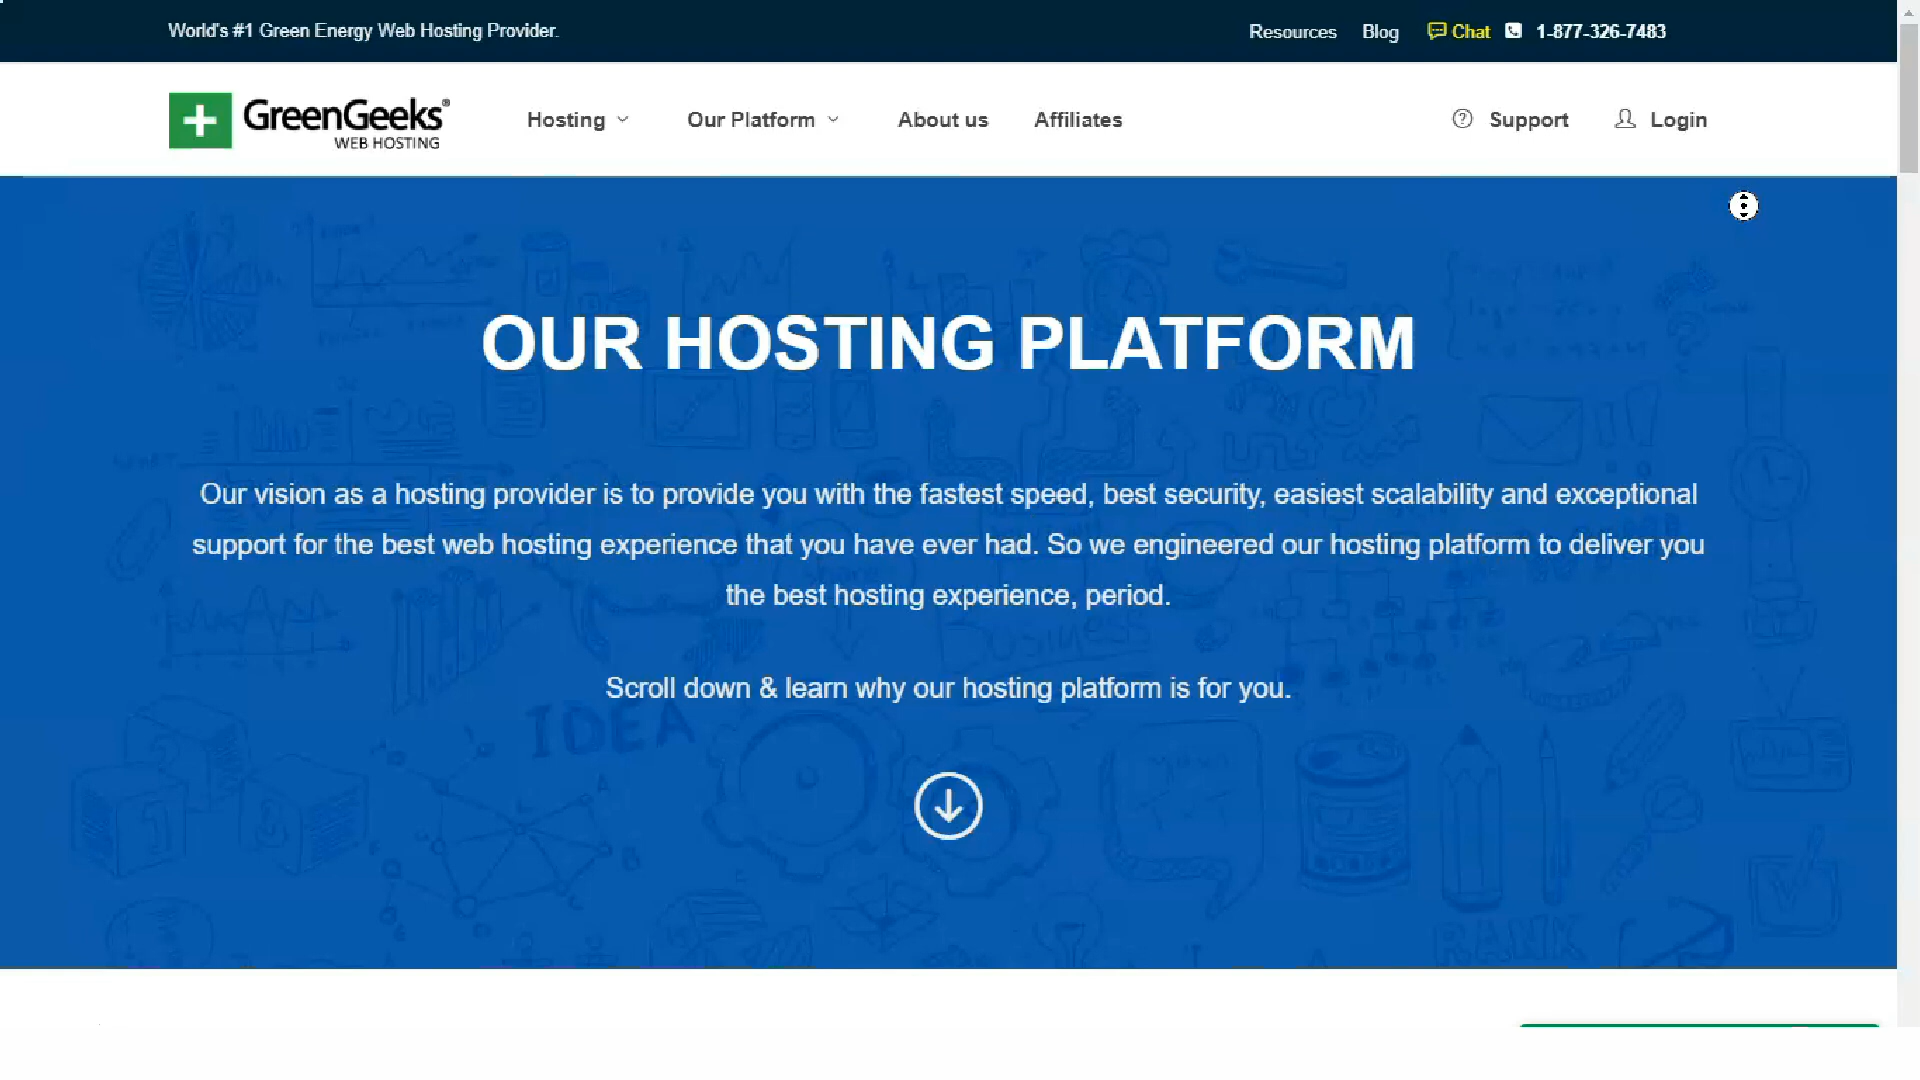 World's #1 Green Energy Web Hosting Provider.
Resources Blog Chat 1-877-326-7483
GreenGeeks®
WEB HOSTING
Hosting Our Platform About us Affiliates Support Login
OUR HOSTING PLATFORM
Our vision as a hosting provider is to provide you with the fastest speed, best security, easiest scalability and exceptional
support for the best web hosting experience that you have ever had. So we engineered our hosting platform to deliver you
the best hosting experience, period.
Scroll down & learn why our hosting platform is for you.
IDEA
BUSINESS
RANK